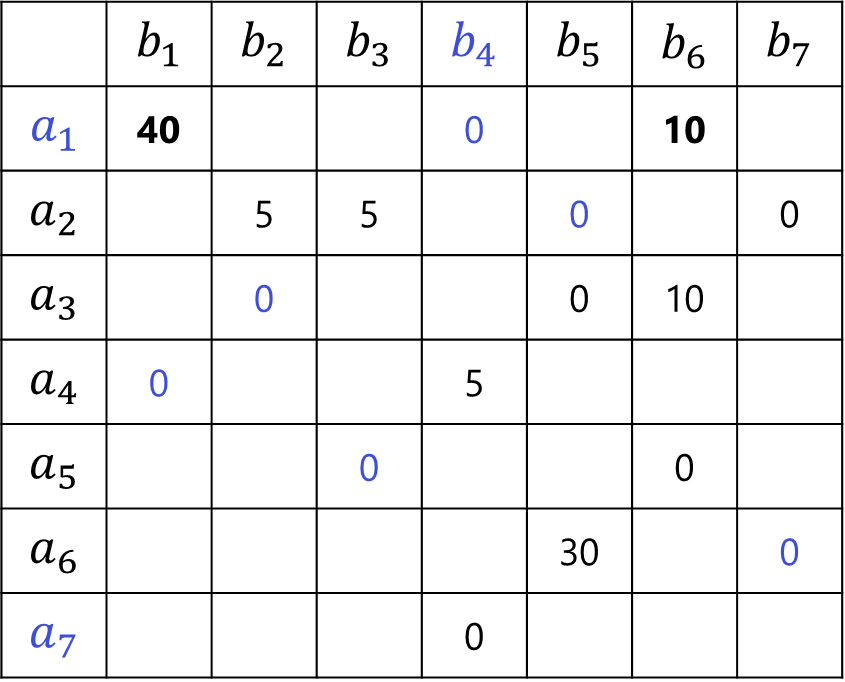 b₁ b₂ b₃ b₄ b₅ b₆ b₇
a₁ 40 0 10
a₂ 5 5 0 0
a₃ 0 0 10
a₄ 0 5
a₅ 0 0
a₆ 30 0
a₇ 0